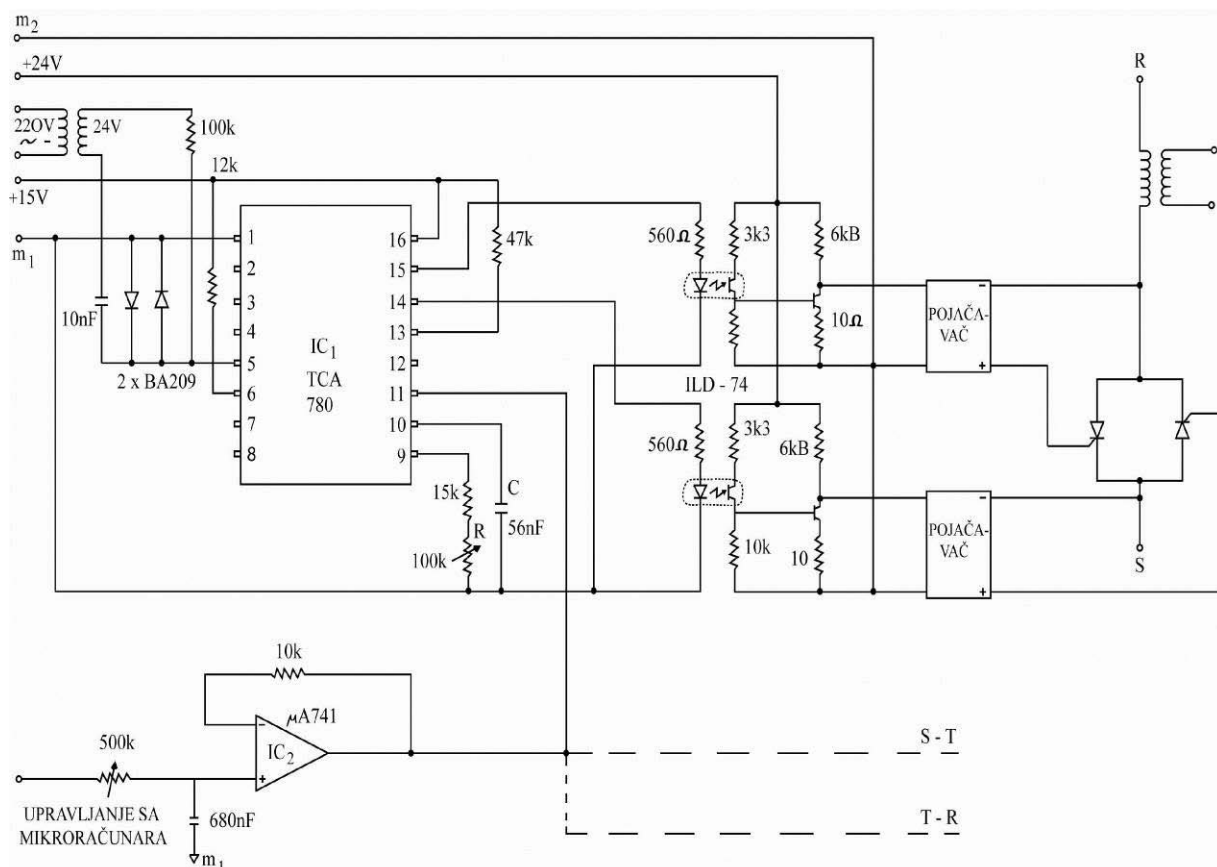 m2
+24V
220V
~ -
24V
100k
12k
+15V
m1
10nF
2 x BA209
1
2
3
4
5
6
7
8
IC1
TCA
780
16
15
14
13
12
11
10
9
47k
15k
R
100k
C
56nF
560Ω
3k3
6kB
10Ω
ILD - 74
560Ω
3k3
6kB
10k
10
-
POJAČA-
VAČ
+
-
POJAČA-
VAČ
+
R
S
10k
µA741
-
IC2
+
500k
UPRAVLJANJE SA
MIKRORAČUNARA
680nF
m1
S - T
T - R